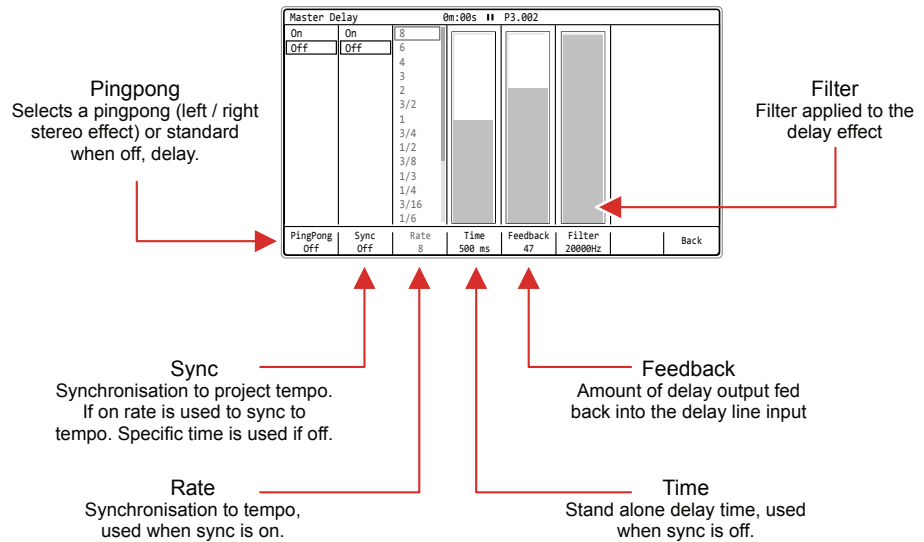 Master Delay 0m:00s P3.002
On On 8
Off Off 6
4
3
2
3/2
1
3/4
1/2
3/8
1/3
1/4
3/16
1/6
PingPong Sync Rate Time Feedback Filter Back
Off Off 8 500 ms 47 20000Hz
Pingpong
Selects a pingpong (left / right
stereo effect) or standard
when off, delay.
Filter
Filter applied to the
delay effect
Sync
Synchronisation to project tempo.
If on rate is used to sync to
tempo. Specific time is used if off.
Feedback
Amount of delay output fed
back into the delay line input
Rate
Synchronisation to tempo,
used when sync is on.
Time
Stand alone delay time, used
when sync is off.